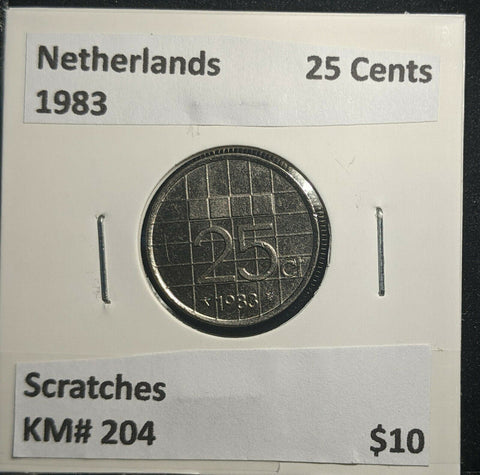 Netherlands 25 Cents
1983
25 CT
1983
Scratches
KM# 204 $10